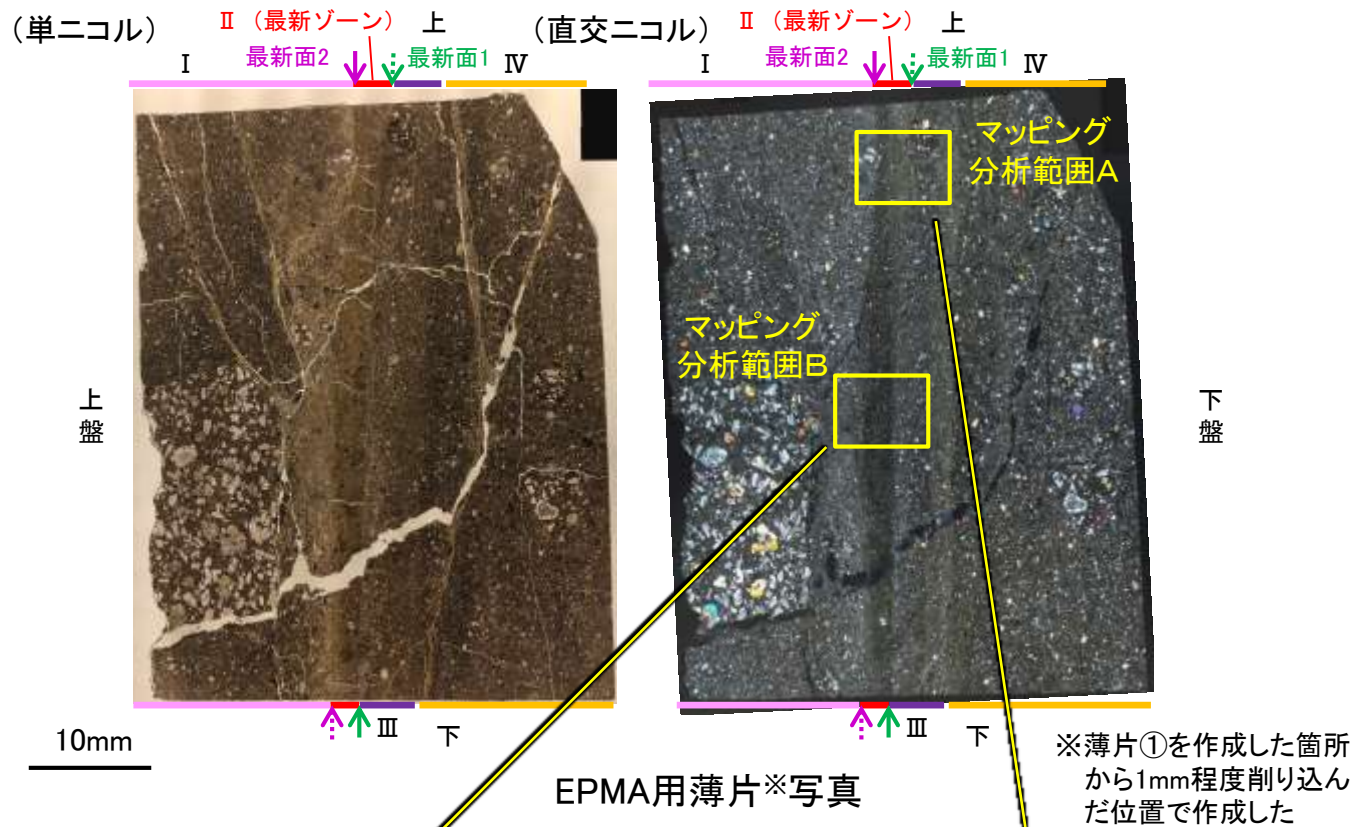 (単ニコル)
Ⅱ（最新ゾーン）
上
Ⅰ
最新面2
最新面1
Ⅳ
(直交ニコル)
Ⅱ（最新ゾーン）
上
Ⅰ
最新面2
最新面1
Ⅳ
マッピング
分析範囲A
マッピング
分析範囲B
上
盤
下
盤
Ⅲ
下
Ⅲ
下
10mm
EPMA用薄片※写真
※薄片①を作成した箇所
から1mm程度削り込ん
だ位置で作成した